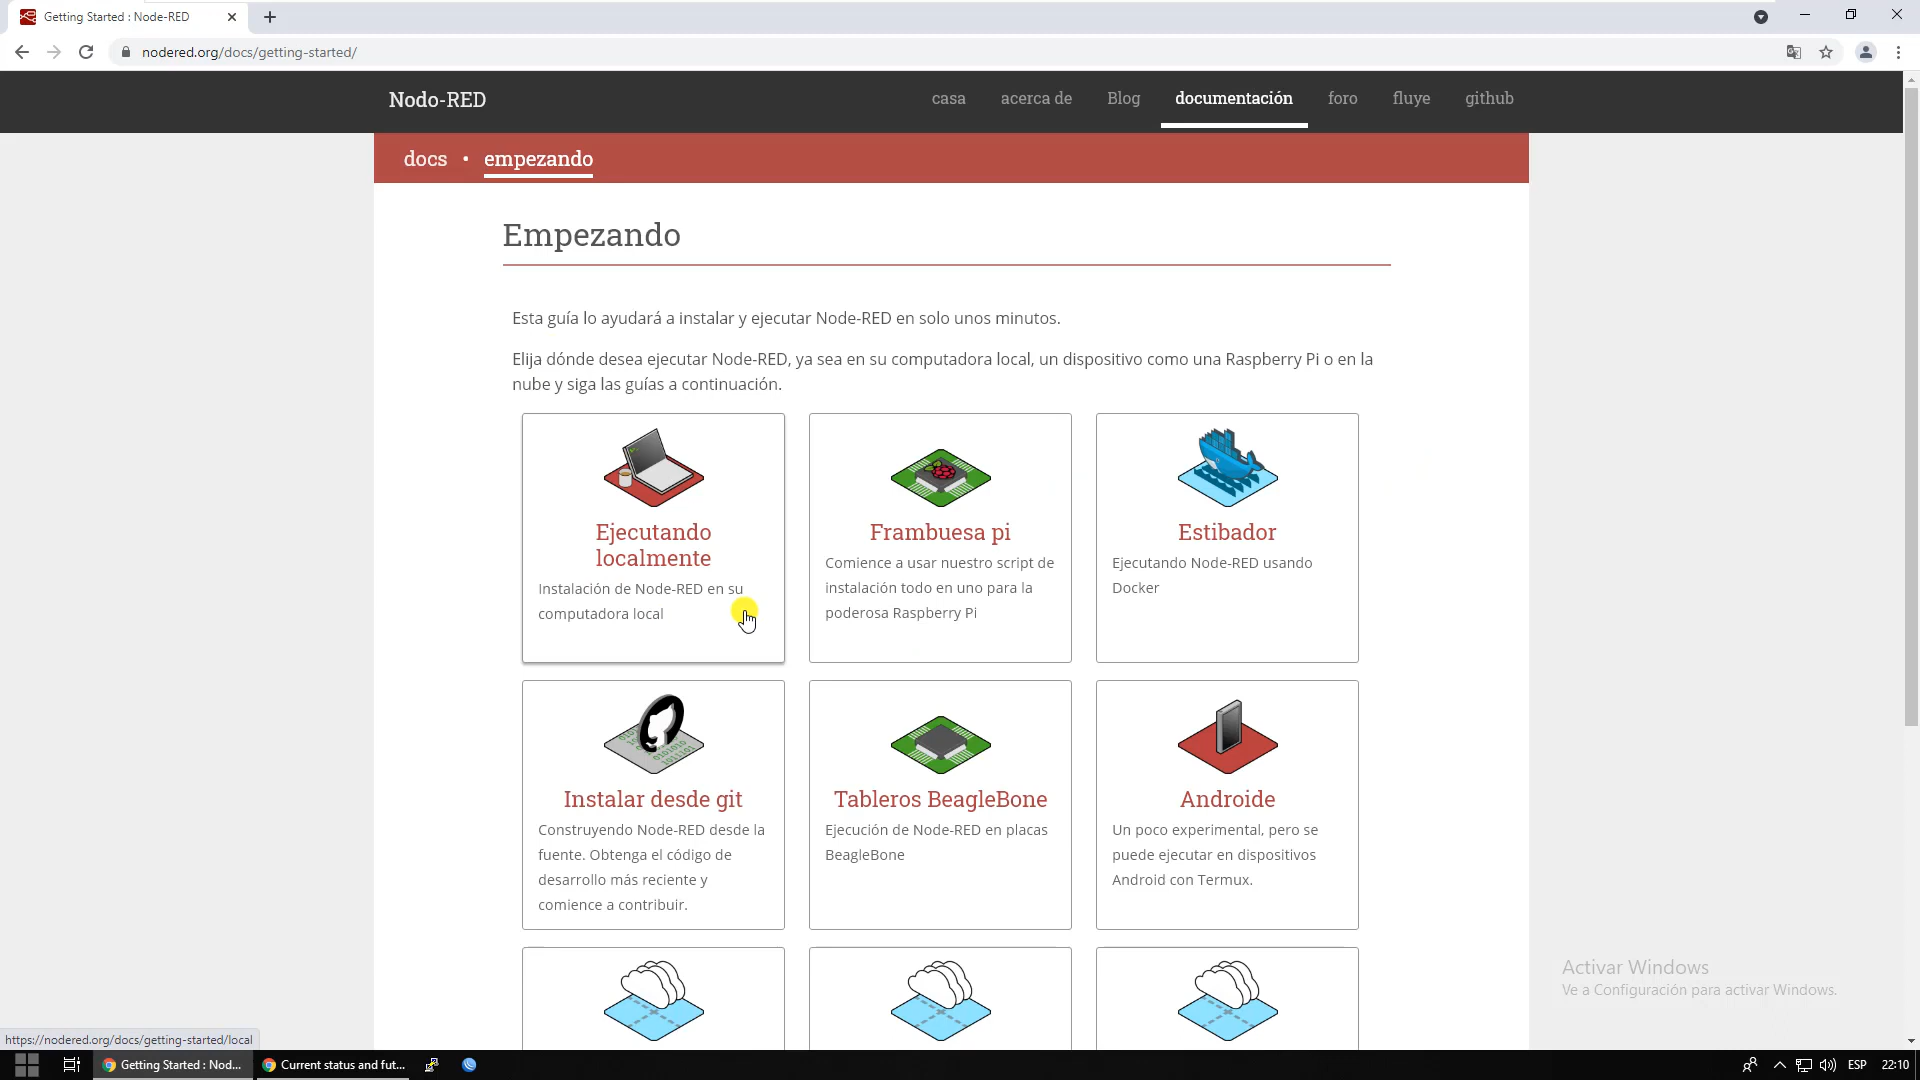 Getting Started : Node-RED
nodered.org/docs/getting-started/
Nodo-RED
casa
acerca de
Blog
documentación
foro
fluye
github
docs • empezando
Empezando
Esta guía lo ayudará a instalar y ejecutar Node-RED en solo unos minutos.
Elija dónde desea ejecutar Node-RED, ya sea en su computadora local, un dispositivo como una Raspberry Pi o en la
nube y siga las guías a continuación.
Ejecutando
localmente
Instalación de Node-RED en su
computadora local
Frambuesa pi
Comience a usar nuestro script de
instalación todo en uno para la
poderosa Raspberry Pi
Estibador
Ejecutando Node-RED usando
Docker
Instalar desde git
Construyendo Node-RED desde la
fuente. Obtenga el código de
desarrollo más reciente y
comience a contribuir.
Tableros BeagleBone
Ejecución de Node-RED en placas
BeagleBone
Androide
Un poco experimental, pero se
puede ejecutar en dispositivos
Android con Termux.
Activar Windows
Ve a Configuración para activar Windows.
https://nodered.org/docs/getting-started/local
Getting Started : Nod...
Current status and fut...
ESP
22:10